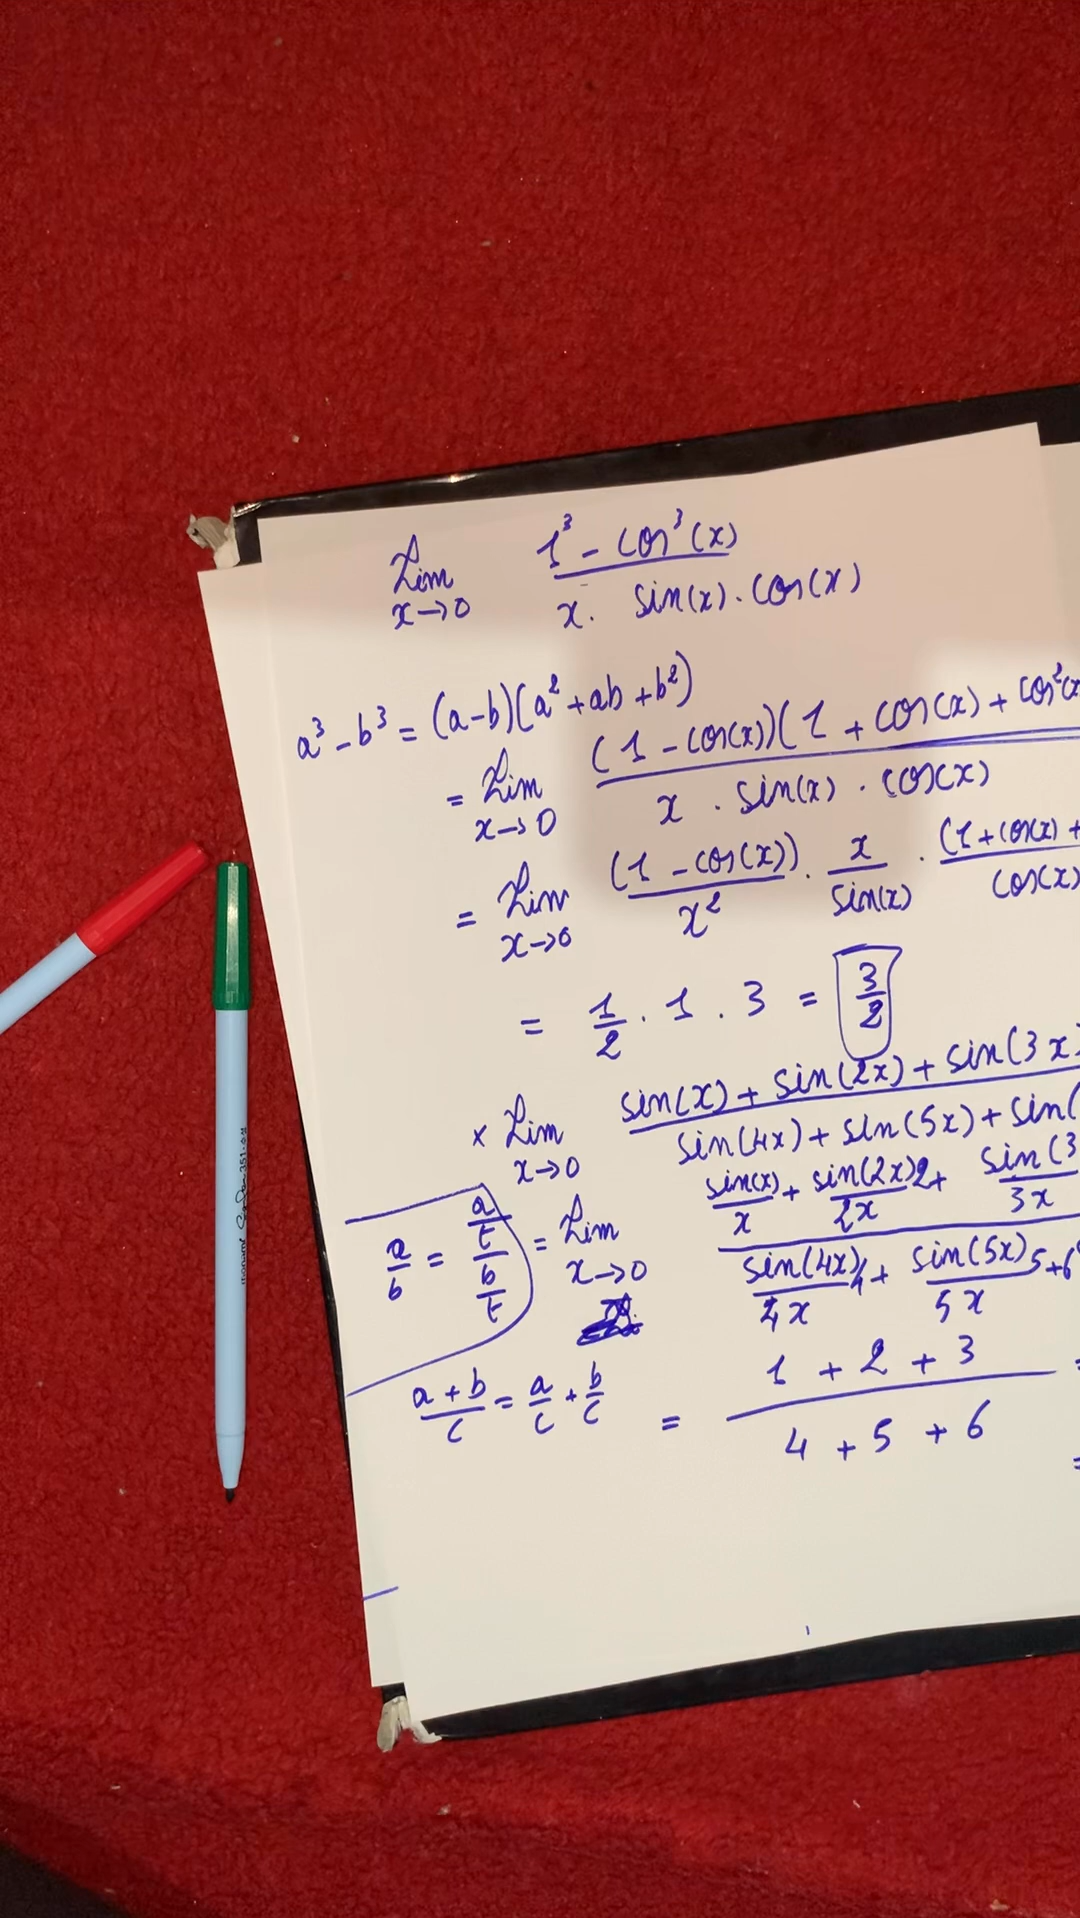 Lim x→0 (1³ - cos³(x)) / (x · sin(x) · cos(x))
a³ - b³ = (a-b)(a² + ab + b²)
= Lim x→0 ((1 - cos(x))(1 + cos(x) + cos²(x / (x · sin(x) · cos(x))
= Lim x→0 (1 - cos(x)) / x² · x / sin(x) · (1 + cos(x) + / cos(x)
= 1/2 · 1 · 3 = 3/2
× Lim x→0 (sin(x) + sin(2x) + sin(3x) / (sin(4x) + sin(5x) + sin(
a/b = (a/t) / (b/t) = Lim x→0 (sin(x)/x + sin(2x)/2x 2 + sin(3/3x) / (sin(4x)/4x 4 + sin(5x)/5x 5 + 6
(a + b)/c = a/c + b/c
= (1 + 2 + 3) / (4 + 5 + 6) =
=